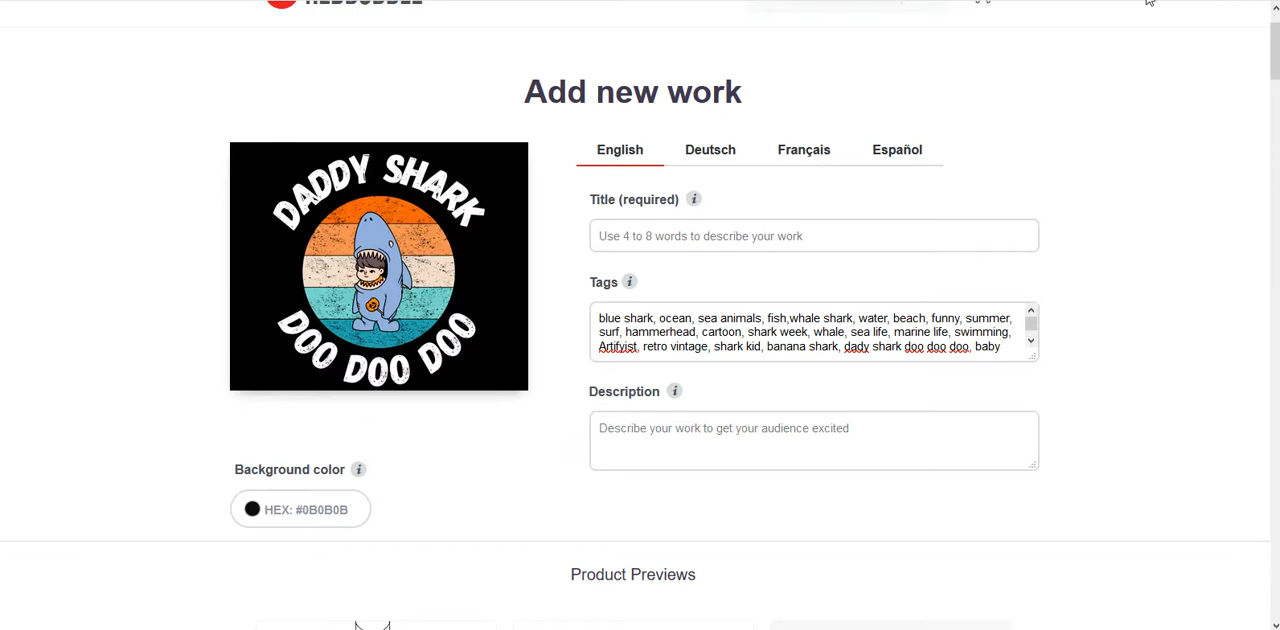 Add new work
DADDY SHARK
DOO DOO DOO
English Deutsch Français Español
Title (required) i
Use 4 to 8 words to describe your work
Tags i
blue shark, ocean, sea animals, fish,whale shark, water, beach, funny, summer,
surf, hammerhead, cartoon, shark week, whale, sea life, marine life, swimming,
Artifyist, retro vintage, shark kid, banana shark, dady shark doo doo doo, baby
Description i
Describe your work to get your audience excited
Background color i
HEX: #0B0B0B
Product Previews